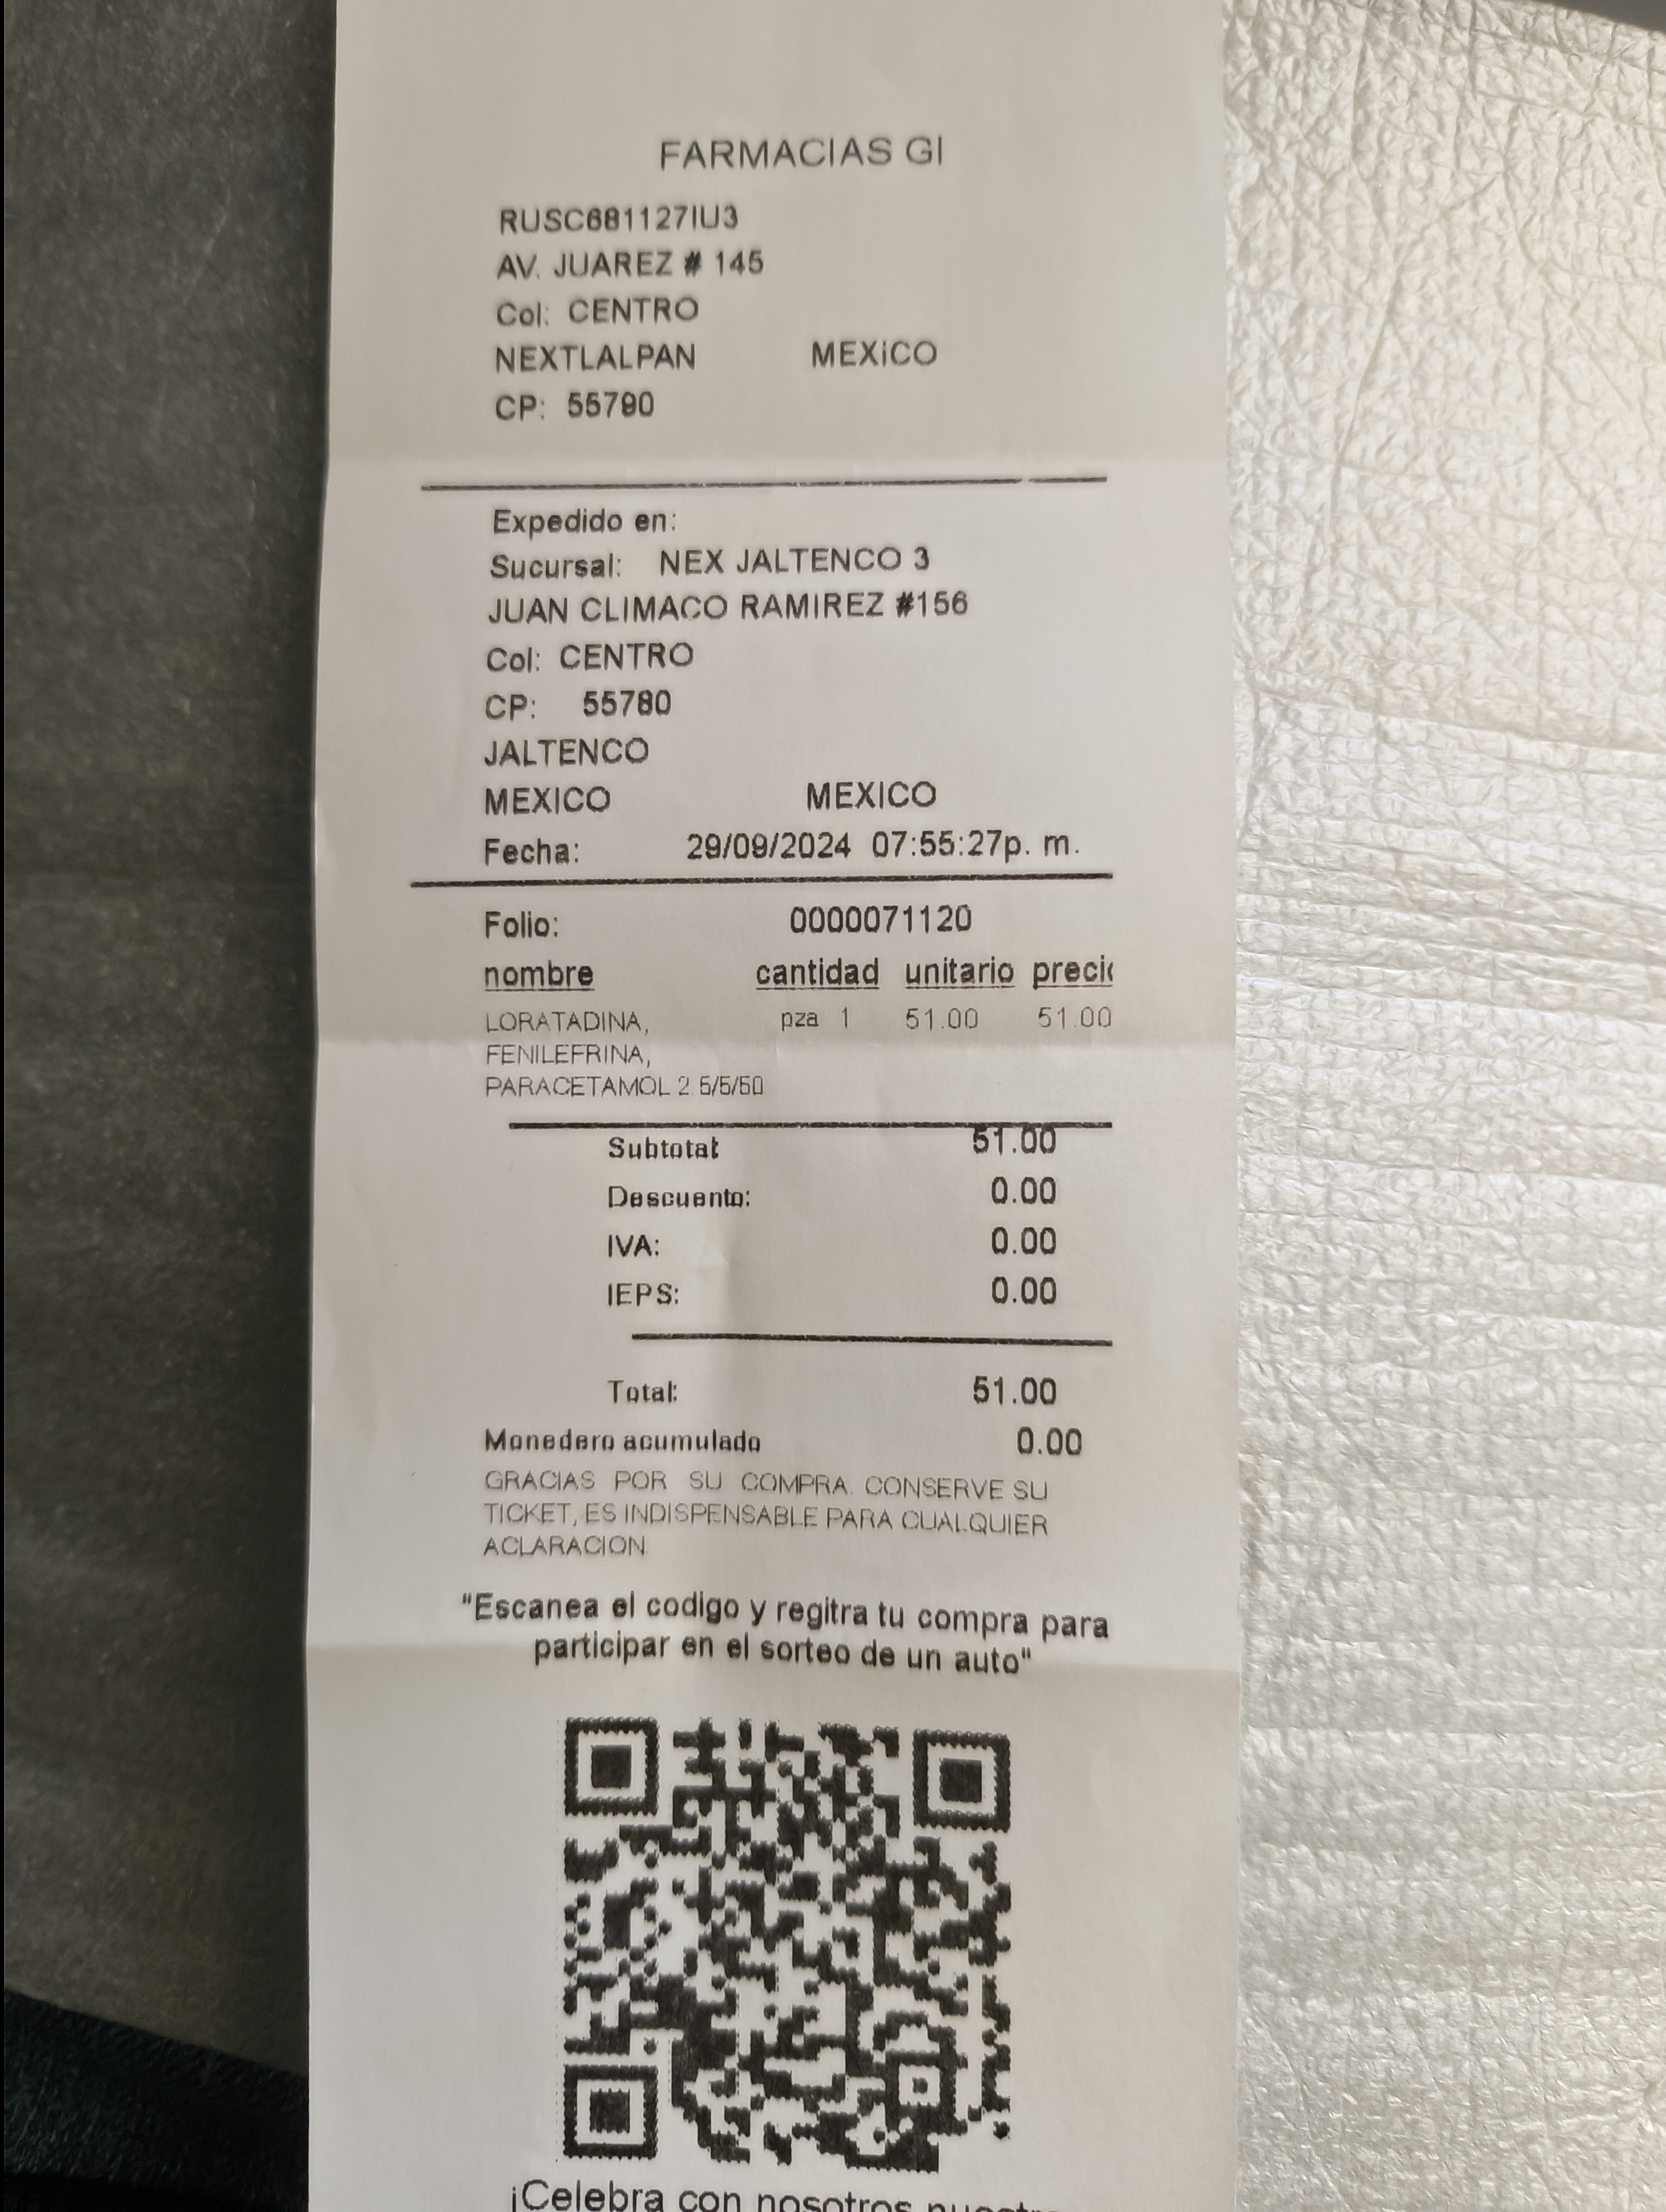 FARMACIAS GI
RUSC681127IU3
AV. JUAREZ # 145
Col: CENTRO
NEXTLALPAN MEXiCO
CP: 55790
Expedido en:
Sucursal: NEX JALTENCO 3
JUAN CLIMACO RAMIREZ #156
Col: CENTRO
CP: 55780
JALTENCO
MEXICO MEXICO
Fecha: 29/09/2024 07:55:27p. m.
Folio: 0000071120
nombre cantidad unitario preci
LORATADINA, pza 1 51.00 51.00
FENILEFRINA,
PARACETAMOL 2.5/5/50
Subtotal: 51.00
Descuento: 0.00
IVA: 0.00
IEPS: 0.00
Total: 51.00
Monedero acumulado 0.00
GRACIAS POR SU COMPRA. CONSERVE SU
TICKET, ES INDISPENSABLE PARA CUALQUIER
ACLARACION
"Escanea el codigo y regitra tu compra para
participar en el sorteo de un auto"
¡Celebra con nosotros